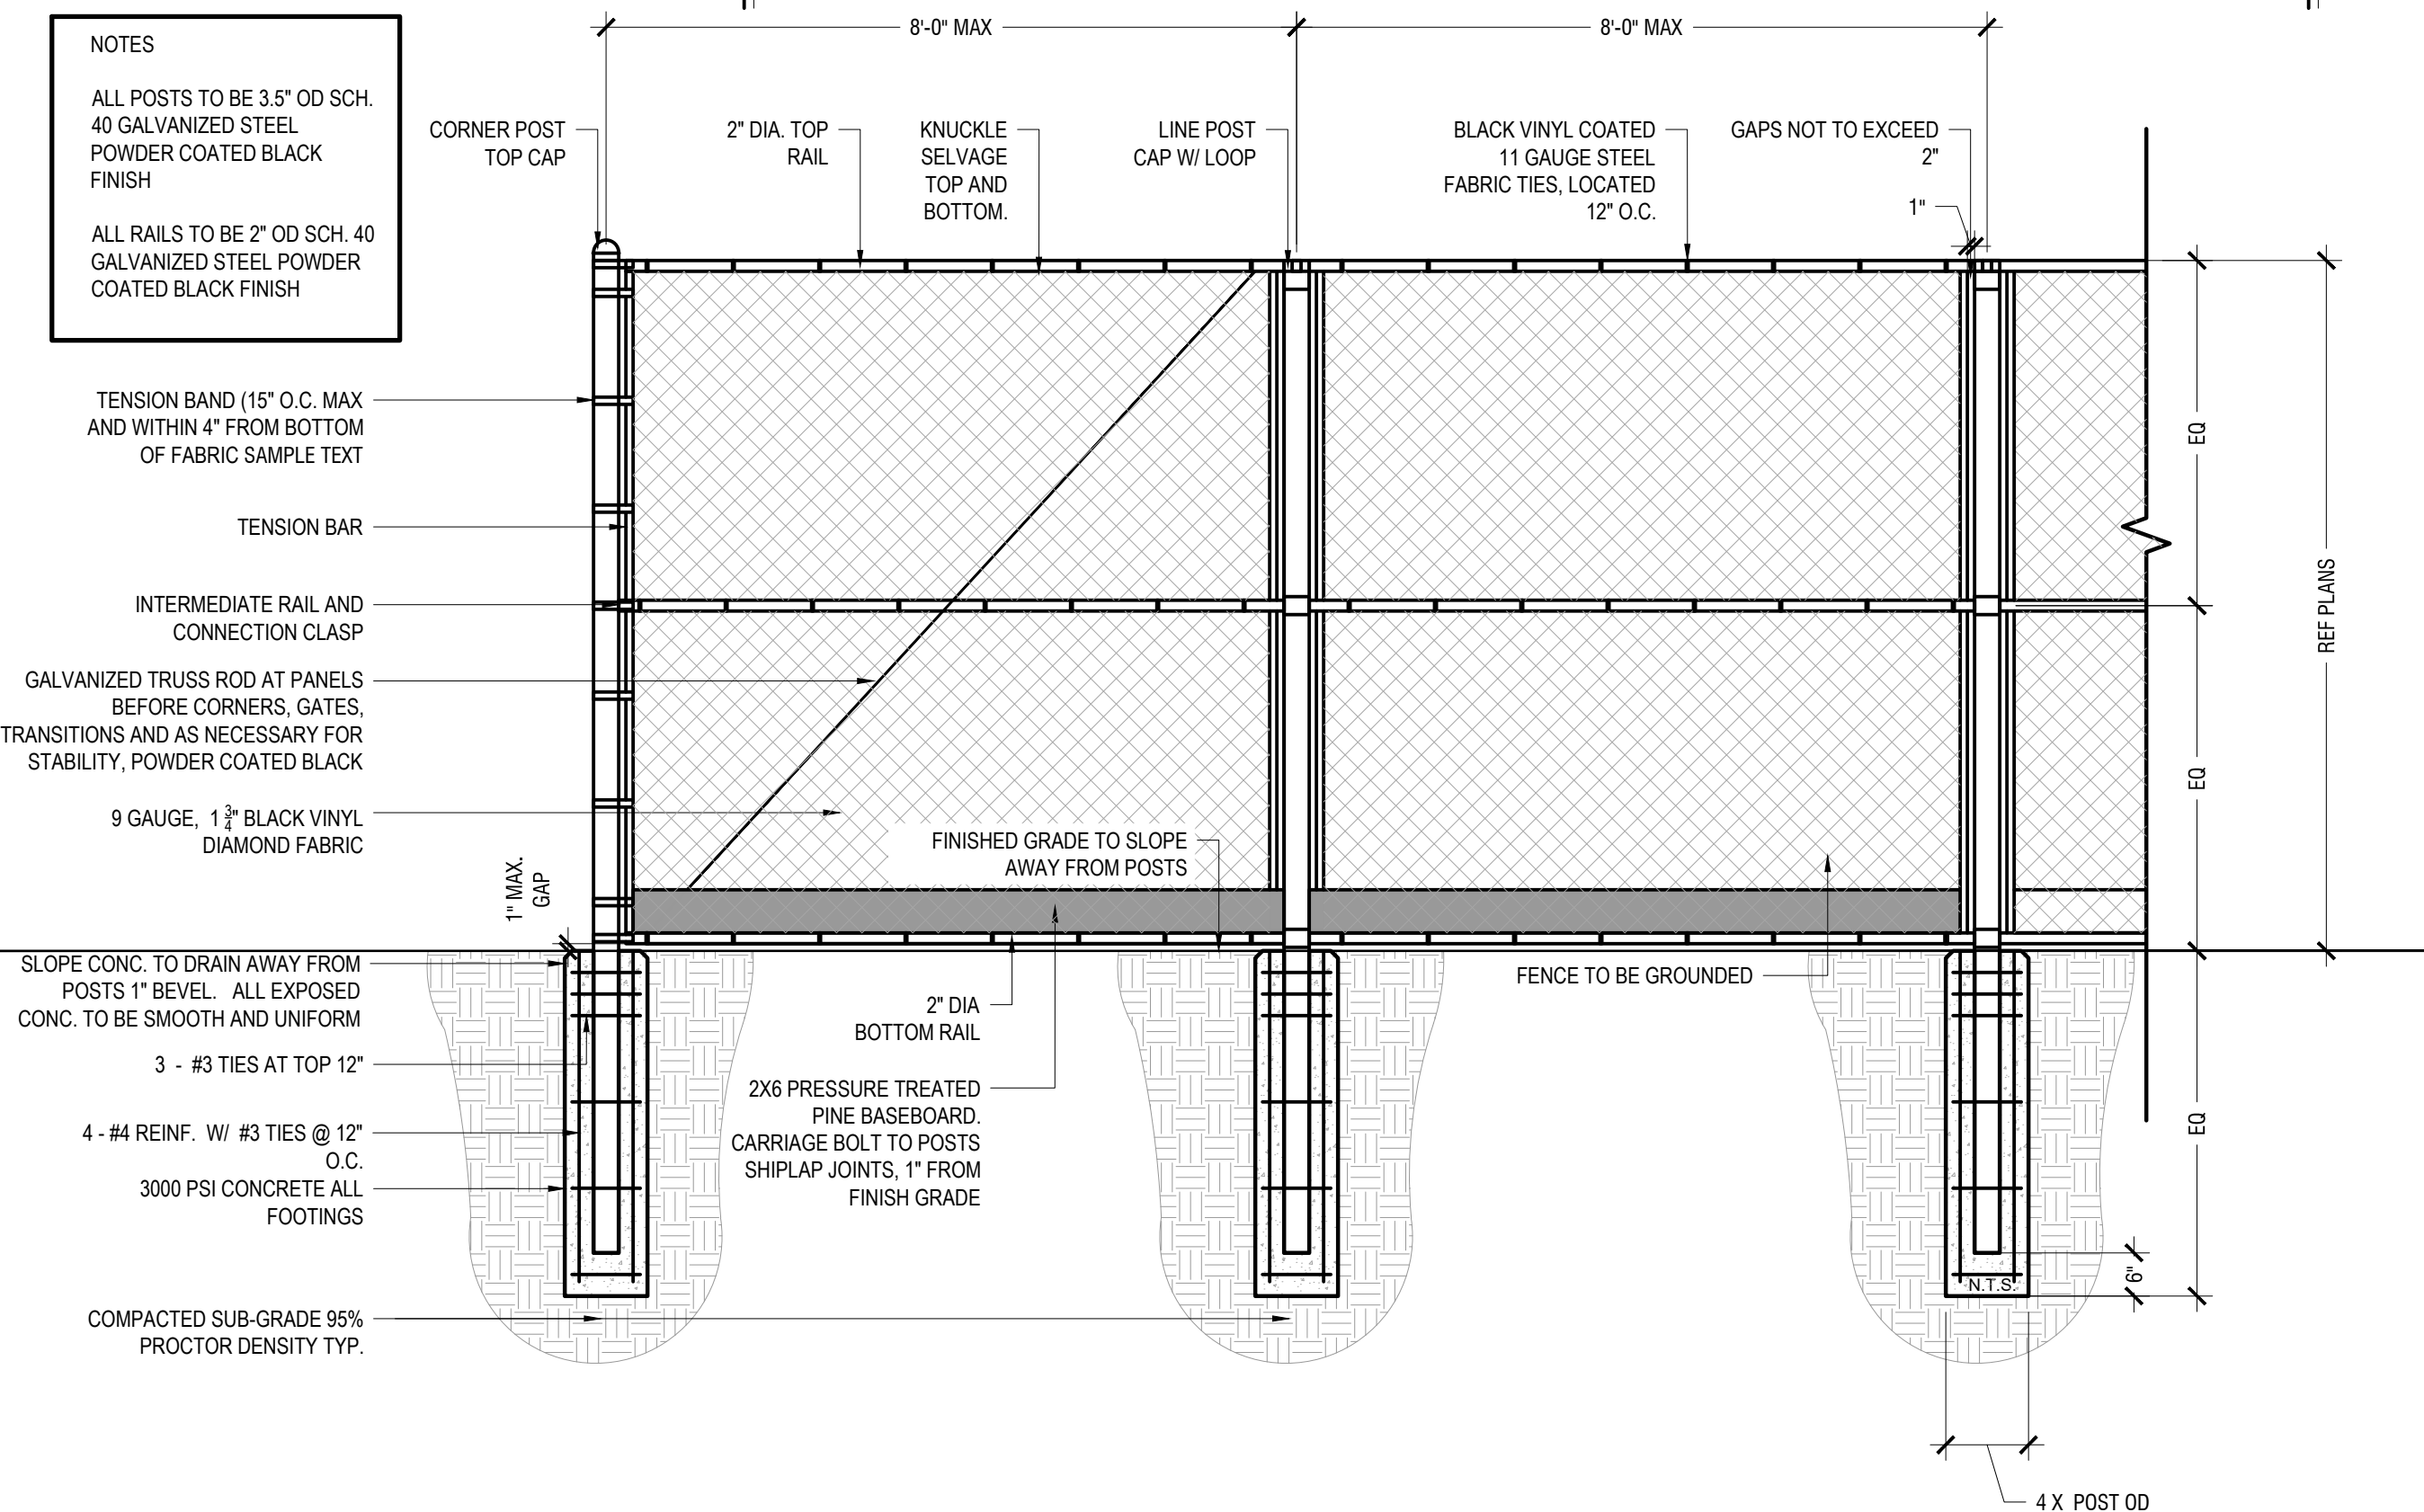 8'-0" MAX
8'-0" MAX
NOTES
ALL POSTS TO BE 3.5" OD SCH.
40 GALVANIZED STEEL
POWDER COATED BLACK
FINISH
ALL RAILS TO BE 2" OD SCH. 40
GALVANIZED STEEL POWDER
COATED BLACK FINISH
CORNER POST
TOP CAP
2" DIA. TOP
RAIL
KNUCKLE
SELVAGE
TOP AND
BOTTOM.
LINE POST
CAP W/ LOOP
BLACK VINYL COATED
11 GAUGE STEEL
FABRIC TIES, LOCATED
12" O.C.
GAPS NOT TO EXCEED
2"
1"
TENSION BAND (15" O.C. MAX
AND WITHIN 4" FROM BOTTOM
OF FABRIC SAMPLE TEXT
TENSION BAR
INTERMEDIATE RAIL AND
CONNECTION CLASP
GALVANIZED TRUSS ROD AT PANELS
BEFORE CORNERS, GATES,
TRANSITIONS AND AS NECESSARY FOR
STABILITY, POWDER COATED BLACK
9 GAUGE, 1 3/4" BLACK VINYL
DIAMOND FABRIC
1" MAX.
GAP
FINISHED GRADE TO SLOPE
AWAY FROM POSTS
EQ
EQ
EQ
REF PLANS
SLOPE CONC. TO DRAIN AWAY FROM
POSTS 1" BEVEL. ALL EXPOSED
CONC. TO BE SMOOTH AND UNIFORM
3 - #3 TIES AT TOP 12"
4 - #4 REINF. W/ #3 TIES @ 12"
O.C.
3000 PSI CONCRETE ALL
FOOTINGS
COMPACTED SUB-GRADE 95%
PROCTOR DENSITY TYP.
2" DIA
BOTTOM RAIL
2X6 PRESSURE TREATED
PINE BASEBOARD.
CARRIAGE BOLT TO POSTS
SHIPLAP JOINTS, 1" FROM
FINISH GRADE
FENCE TO BE GROUNDED
6"
N.T.S.
4 X POST OD